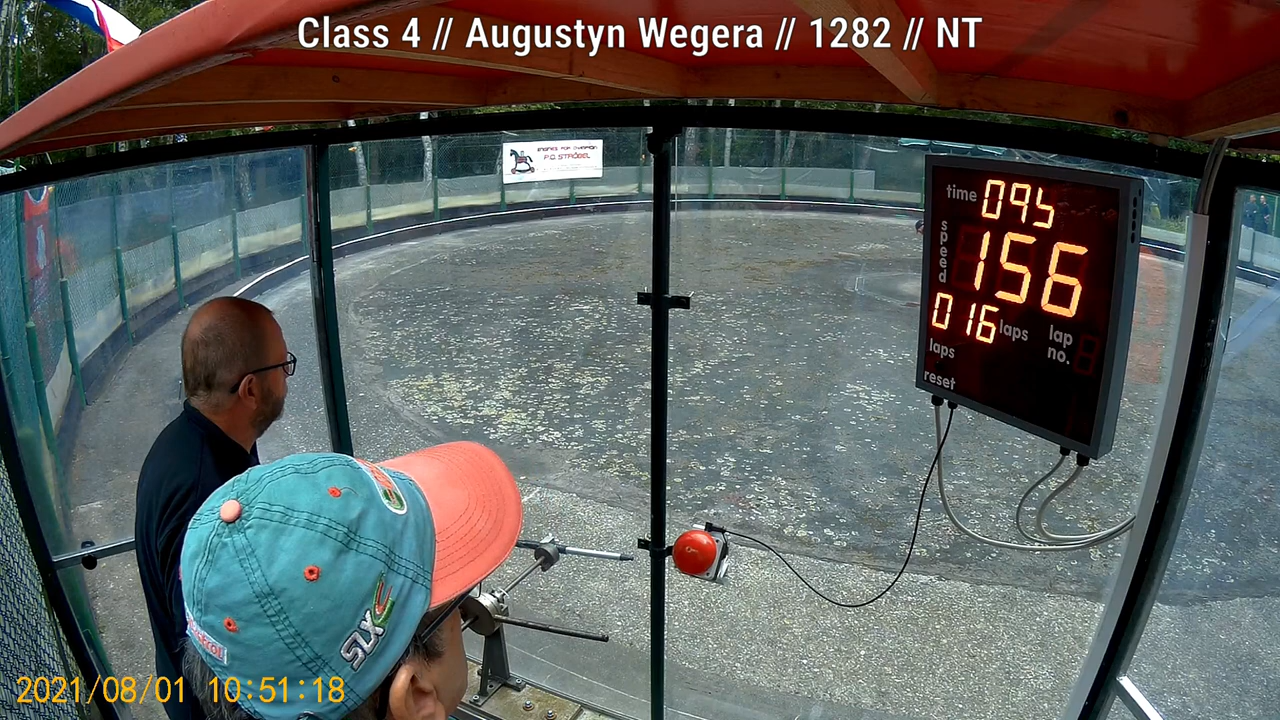 Class 4 // Augustyn Wegera // 1282 // NT
P.O. STRÖBEL
time 095
speed 156
016 laps
lap no.
laps
reset
SLX
2021/08/01 10:51:18